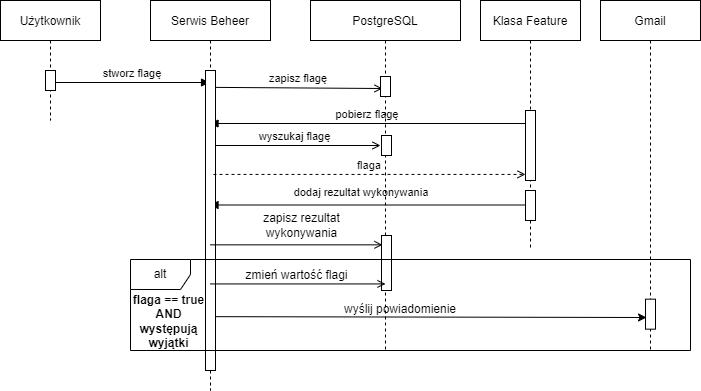 Użytkownik
Serwis Beheer
PostgreSQL
Klasa Feature
Gmail
stworz flagę
zapisz flagę
pobierz flagę
wyszukaj flagę
flaga
dodaj rezultat wykonywania
zapisz rezultat
wykonywania
alt
zmień wartość flagi
flaga == true
AND
występują
wyjątki
wyślij powiadomienie